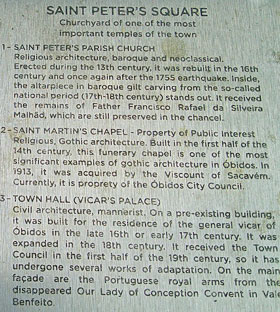 SAINT PETER'S SQUARE
Churchyard of one of the most
important temples of the town
1 - SAINT PETER'S PARISH CHURCH
Religious architecture, baroque and neoclassical.
Erected during the 13th century, it was rebuilt in the 16th
century and once again after the 1755 earthquake. Inside,
the altarpiece in baroque gilt carving from the so-called
national period (17th-18th century) stands out. It received
the remains of Father Francisco Rafael da Silveira
Malhão, which are still preserved in the chancel.
2 - SAINT MARTIN'S CHAPEL - Property of Public Interest
Religious, Gothic architecture. Built in the first half of the
14th century, this funerary chapel is one of the most
significant examples of gothic architecture in Óbidos. In
1913, it was acquired by the Viscount of Sacavém.
Currently, it is proprety of the Óbidos City Council.
3 - TOWN HALL (VICAR'S PALACE)
Civil architecture, mannerist. On a pre-existing building,
it was built for the residence of the general vicar of
Óbidos in the late 16th or early 17th century. It was
expanded in the 18th century. It received the Town
Council in the first half of the 19th century, so it has
undergone several works of adaptation. On the main
façade are the Portuguese royal arms from the
disappeared Our Lady of Conception Convent in Vale
Benfeito.